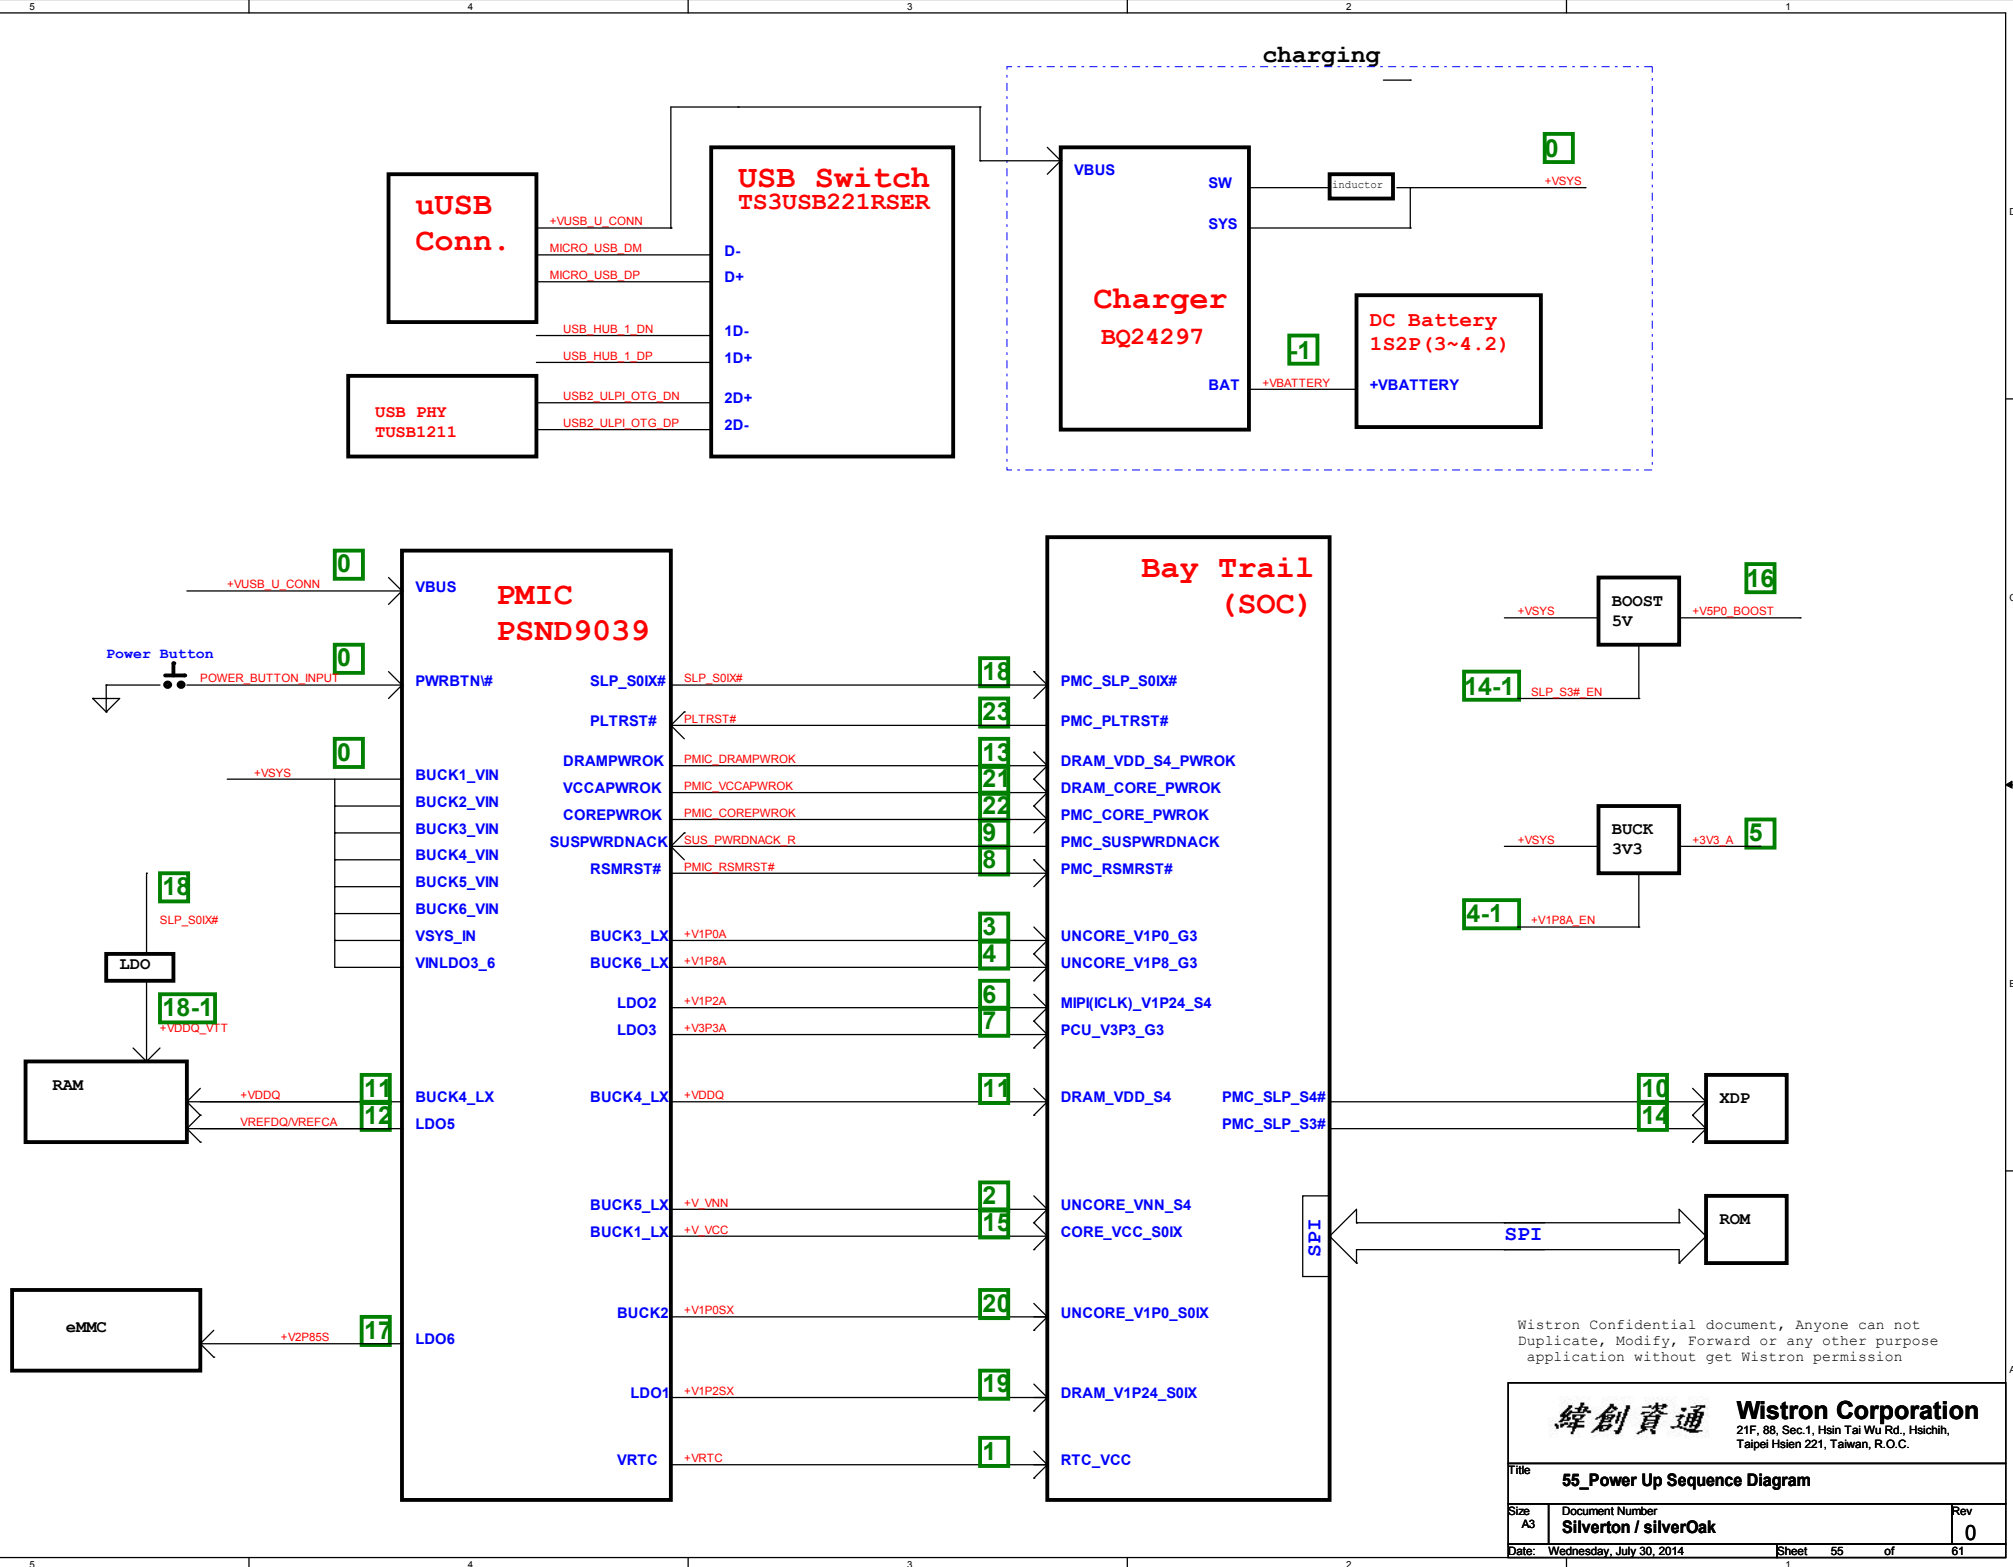 5
4
3
2
1
charging
uUSB
Conn.
+VUSB_U_CONN
MICRO_USB_DM
MICRO_USB_DP
USB_HUB_1_DN
USB_HUB_1_DP
USB2_ULPI_OTG_DN
USB2_ULPI_OTG_DP
USB PHY
TUSB1211
USB Switch
TS3USB221RSER
D-
D+
1D-
1D+
2D+
2D-
VBUS
SW
SYS
Charger
BQ24297
BAT
inductor
0
+VSYS
-1
+VBATTERY
DC Battery
1S2P(3~4.2)
+VBATTERY
D
C
B
A
0
+VUSB_U_CONN
VBUS
PMIC
PSND9039
Power Button
0
POWER_BUTTON_INPUT
PWRBTN\#
0
+VSYS
BUCK1_VIN
BUCK2_VIN
BUCK3_VIN
BUCK4_VIN
BUCK5_VIN
BUCK6_VIN
VSYS_IN
VINLDO3_6
18
SLP_S0IX#
LDO
18-1
+VDDQ_VTT
RAM
+VDDQ
11
BUCK4_LX
VREFDQ/VREFCA
12
LDO5
eMMC
+V2P85S
17
LDO6
Bay Trail
(SOC)
SLP_S0IX#
SLP_S0IX#
18
PMC_SLP_S0IX#
PLTRST#
PLTRST#
23
PMC_PLTRST#
DRAMPWROK
PMIC_DRAMPWROK
13
DRAM_VDD_S4_PWROK
VCCAPWROK
PMIC_VCCAPWROK
21
DRAM_CORE_PWROK
COREPWROK
PMIC_COREPWROK
22
PMC_CORE_PWROK
SUSPWRDNACK
SUS_PWRDNACK_R
9
PMC_SUSPWRDNACK
RSMRST#
PMIC_RSMRST#
8
PMC_RSMRST#
BUCK3_LX
+V1P0A
3
UNCORE_V1P0_G3
BUCK6_LX
+V1P8A
4
UNCORE_V1P8_G3
LDO2
+V1P2A
6
MIPI(ICLK)_V1P24_S4
LDO3
+V3P3A
7
PCU_V3P3_G3
BUCK4_LX
+VDDQ
11
DRAM_VDD_S4
BUCK5_LX
+V_VNN
2
UNCORE_VNN_S4
BUCK1_LX
+V_VCC
15
CORE_VCC_S0IX
BUCK2
+V1P0SX
20
UNCORE_V1P0_S0IX
LDO1
+V1P2SX
19
DRAM_V1P24_S0IX
VRTC
+VRTC
1
RTC_VCC
+VSYS
BOOST
5V
16
+V5P0_BOOST
14-1
SLP_S3#_EN
+VSYS
BUCK
3V3
+3V3_A
5
4-1
+V1P8A_EN
PMC_SLP_S4#
10
PMC_SLP_S3#
14
XDP
SPI
SPI
ROM
Wistron Confidential document, Anyone can not
Duplicate, Modify, Forward or any other purpose
application without get Wistron permission
緯創資通
Wistron Corporation
21F, 88, Sec.1, Hsin Tai Wu Rd., Hsichih,
Taipei Hsien 221, Taiwan, R.O.C.
Title
55_Power Up Sequence Diagram
Size
A3
Document Number
Silverton / silverOak
Rev
0
Date: Wednesday, July 30, 2014 Sheet 55 of 61
5
4
3
2
1